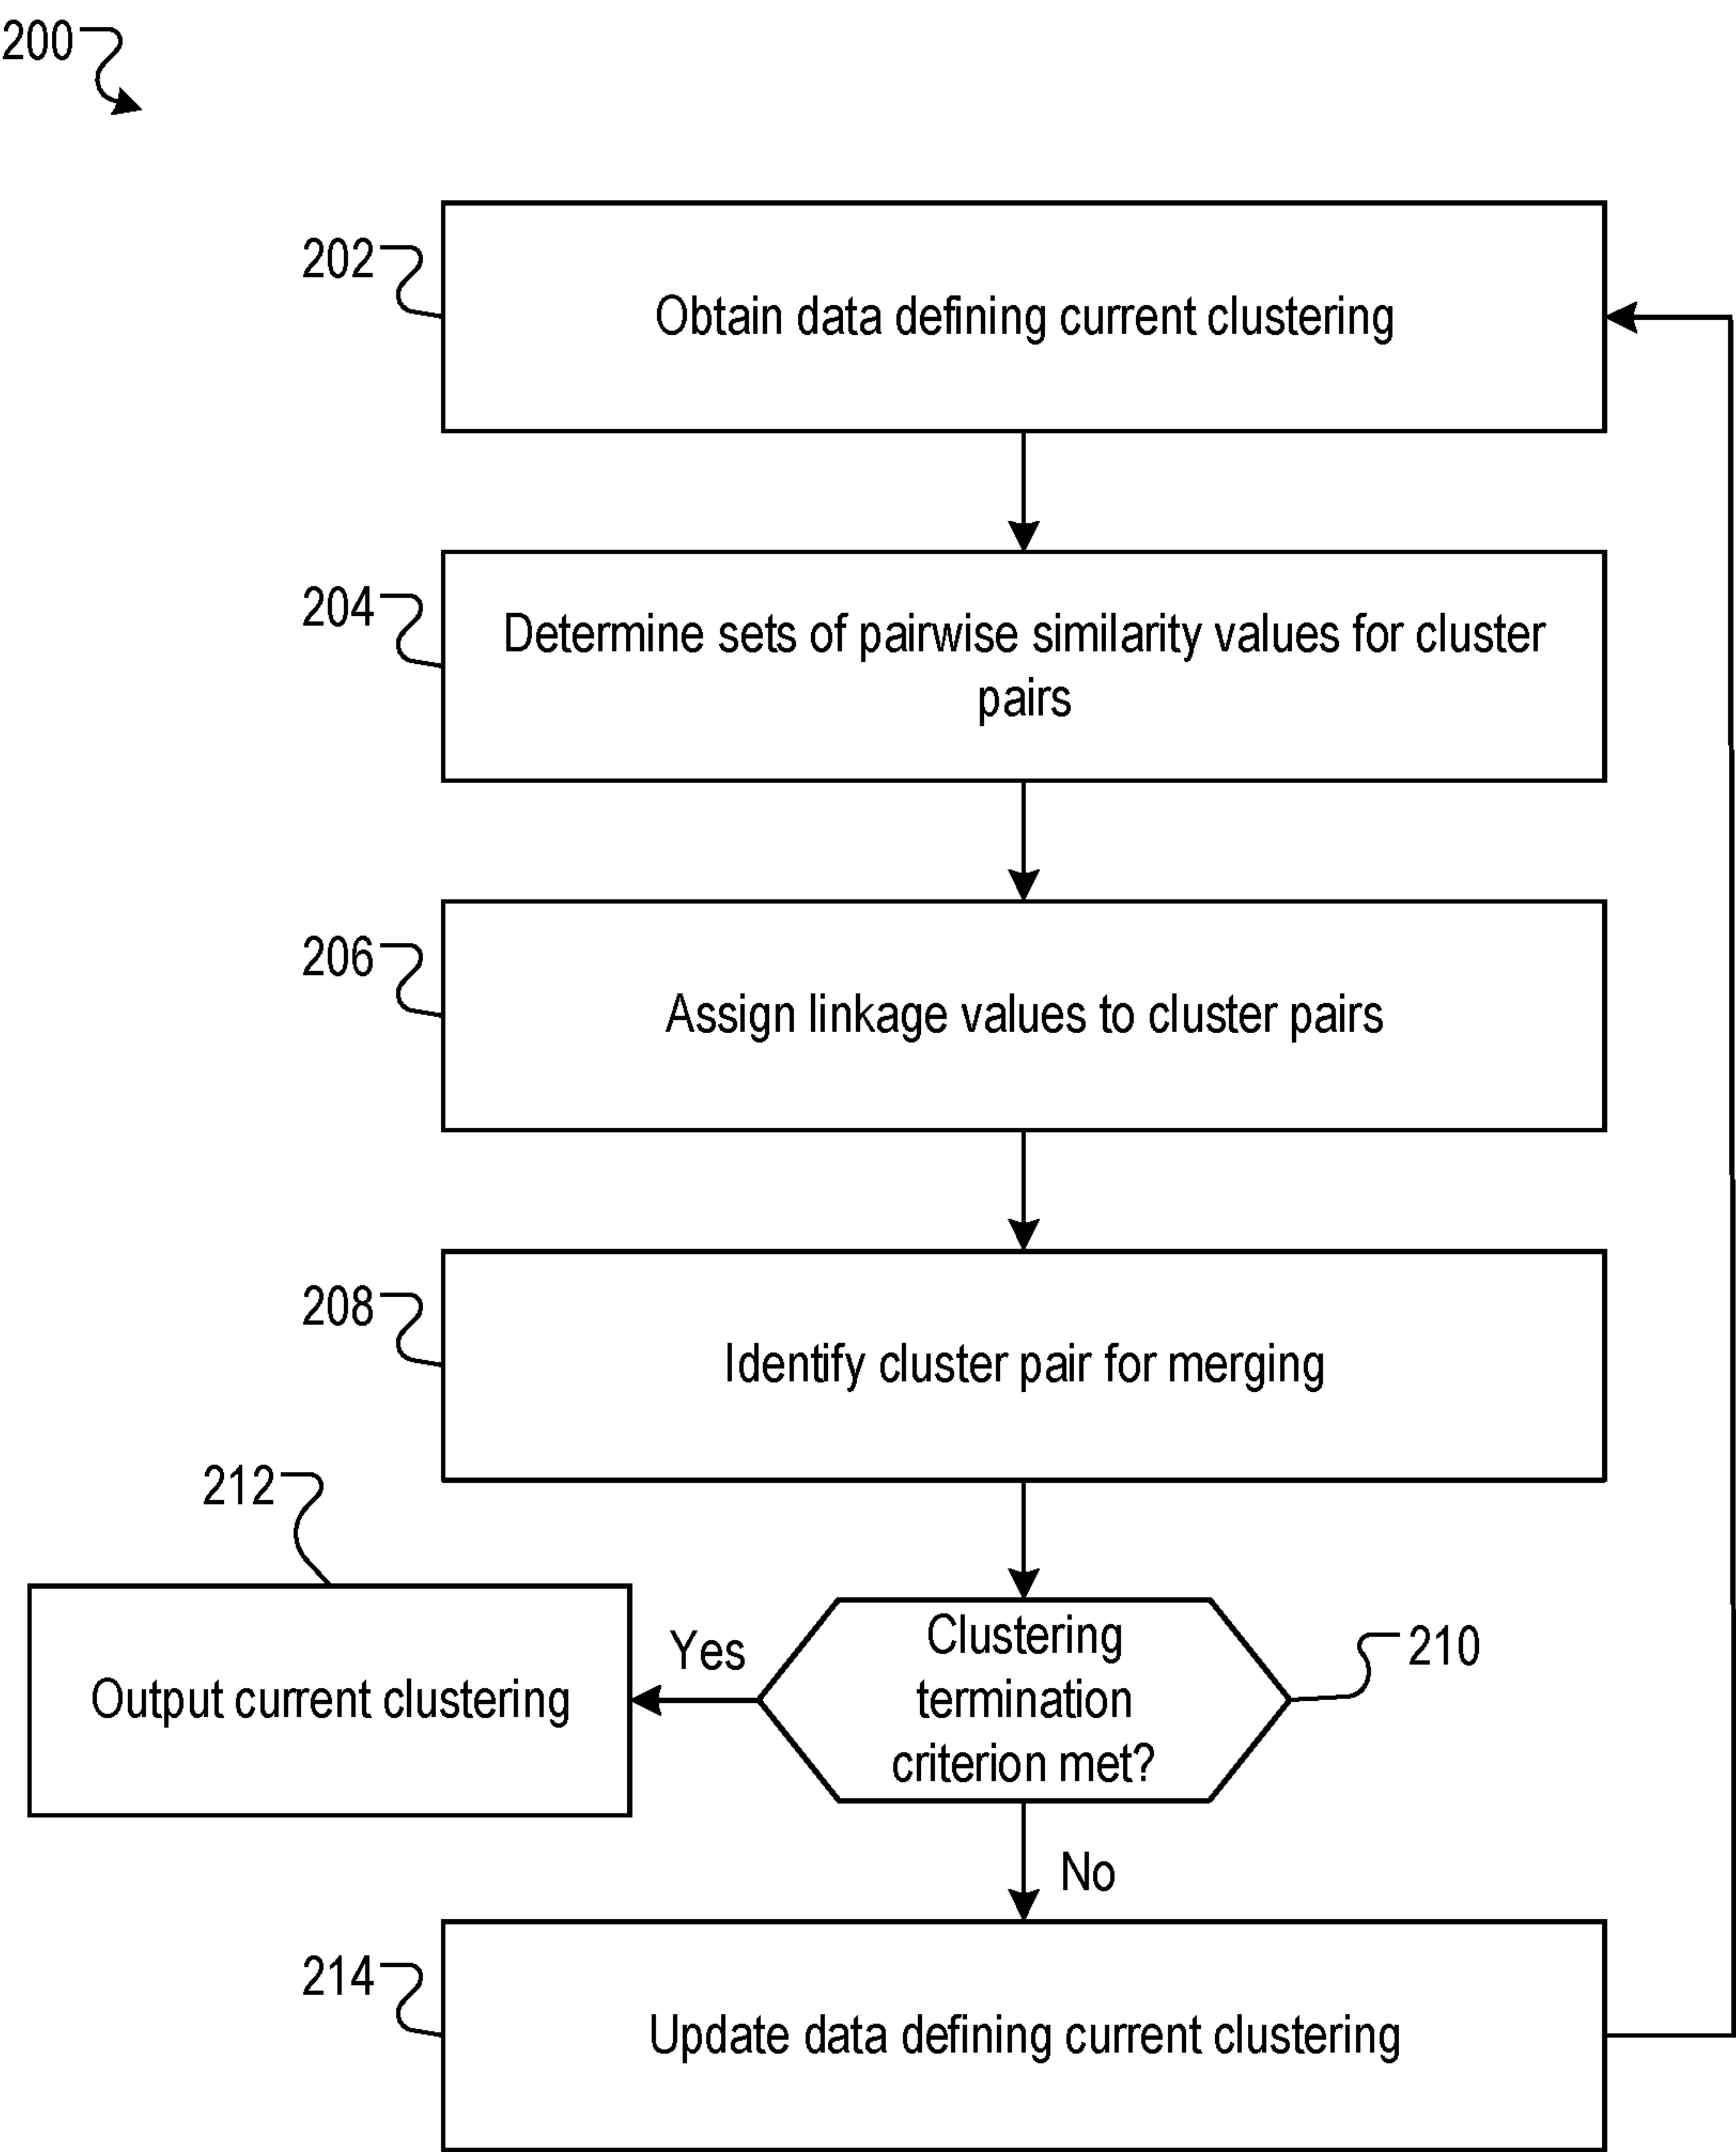 200
202
Obtain data defining current clustering
204
Determine sets of pairwise similarity values for cluster
pairs
206
Assign linkage values to cluster pairs
208
Identify cluster pair for merging
212
Output current clustering
Yes
Clustering
termination
criterion met?
210
No
214
Update data defining current clustering